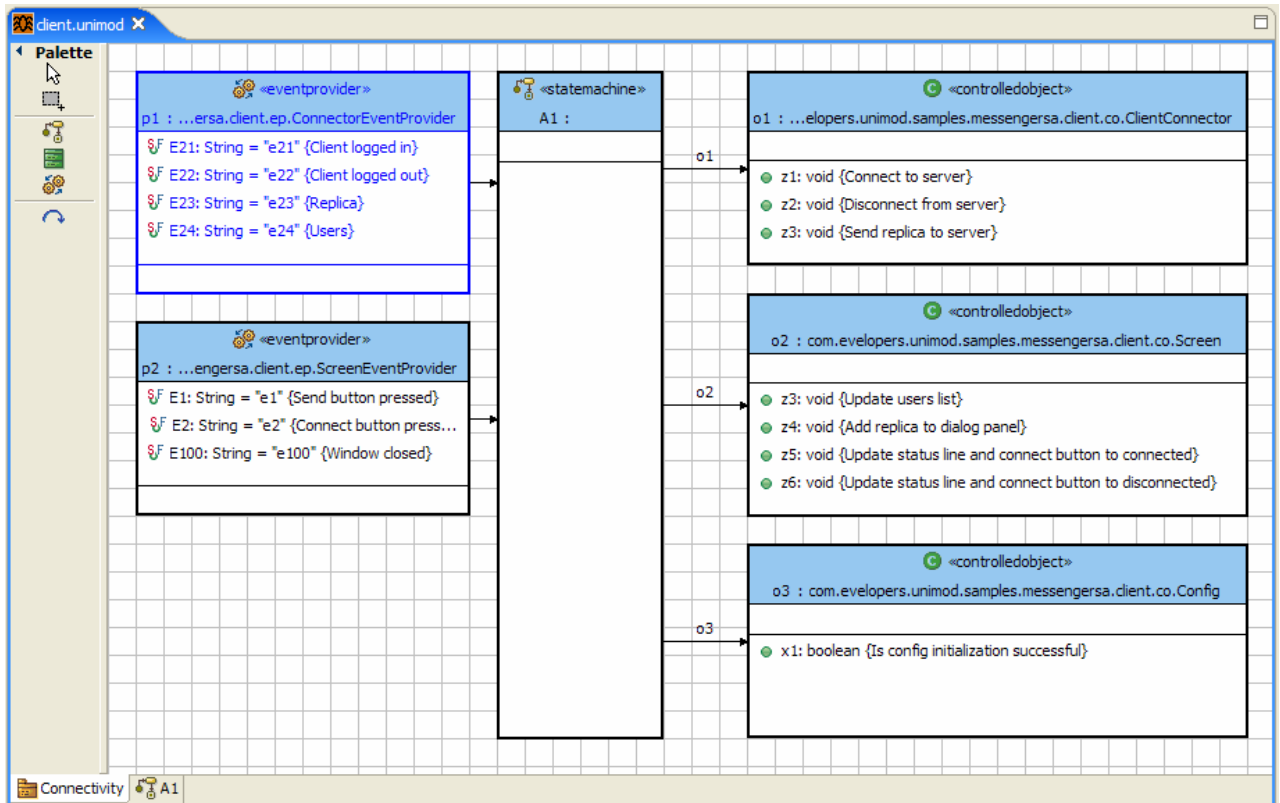 client.unimod
Palette
«eventprovider»
p1 : ...ersa.client.ep.ConnectorEventProvider
E21: String = "e21" {Client logged in}
E22: String = "e22" {Client logged out}
E23: String = "e23" {Replica}
E24: String = "e24" {Users}
«eventprovider»
p2 : ...engersa.client.ep.ScreenEventProvider
E1: String = "e1" {Send button pressed}
E2: String = "e2" {Connect button press...
E100: String = "e100" {Window closed}
«statemachine»
A1 :
o1
o2
o3
«controlledobject»
o1 : ...elopers.unimod.samples.messengersa.client.co.ClientConnector
z1: void {Connect to server}
z2: void {Disconnect from server}
z3: void {Send replica to server}
«controlledobject»
o2 : com.evelopers.unimod.samples.messengersa.client.co.Screen
z3: void {Update users list}
z4: void {Add replica to dialog panel}
z5: void {Update status line and connect button to connected}
z6: void {Update status line and connect button to disconnected}
«controlledobject»
o3 : com.evelopers.unimod.samples.messengersa.client.co.Config
x1: boolean {Is config initialization successful}
Connectivity
A1